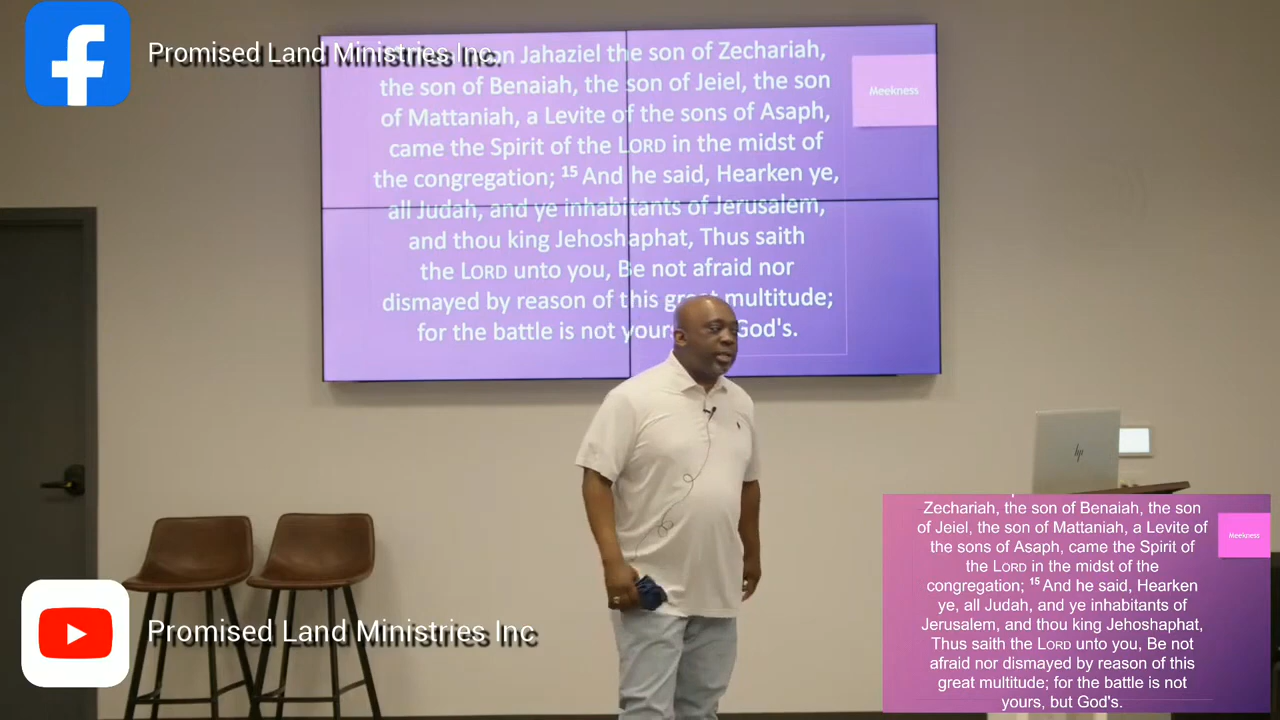 Promised Land Ministries Inc.
on Jahaziel the son of Zechariah,
the son of Benaiah, the son of Jeiel, the son
of Mattaniah, a Levite of the sons of Asaph,
came the Spirit of the LORD in the midst of
the congregation; 15 And he said, Hearken ye,
all Judah, and ye inhabitants of Jerusalem,
and thou king Jehoshaphat, Thus saith
the LORD unto you, Be not afraid nor
dismayed by reason of this great multitude;
for the battle is not yours God's.
Meekness
hp
Zechariah, the son of Benaiah, the son
of Jeiel, the son of Mattaniah, a Levite of
the sons of Asaph, came the Spirit of
the LORD in the midst of the
congregation; 15 And he said, Hearken
ye, all Judah, and ye inhabitants of
Jerusalem, and thou king Jehoshaphat,
Thus saith the LORD unto you, Be not
afraid nor dismayed by reason of this
great multitude; for the battle is not
yours, but God's.
Meekness
Promised Land Ministries Inc